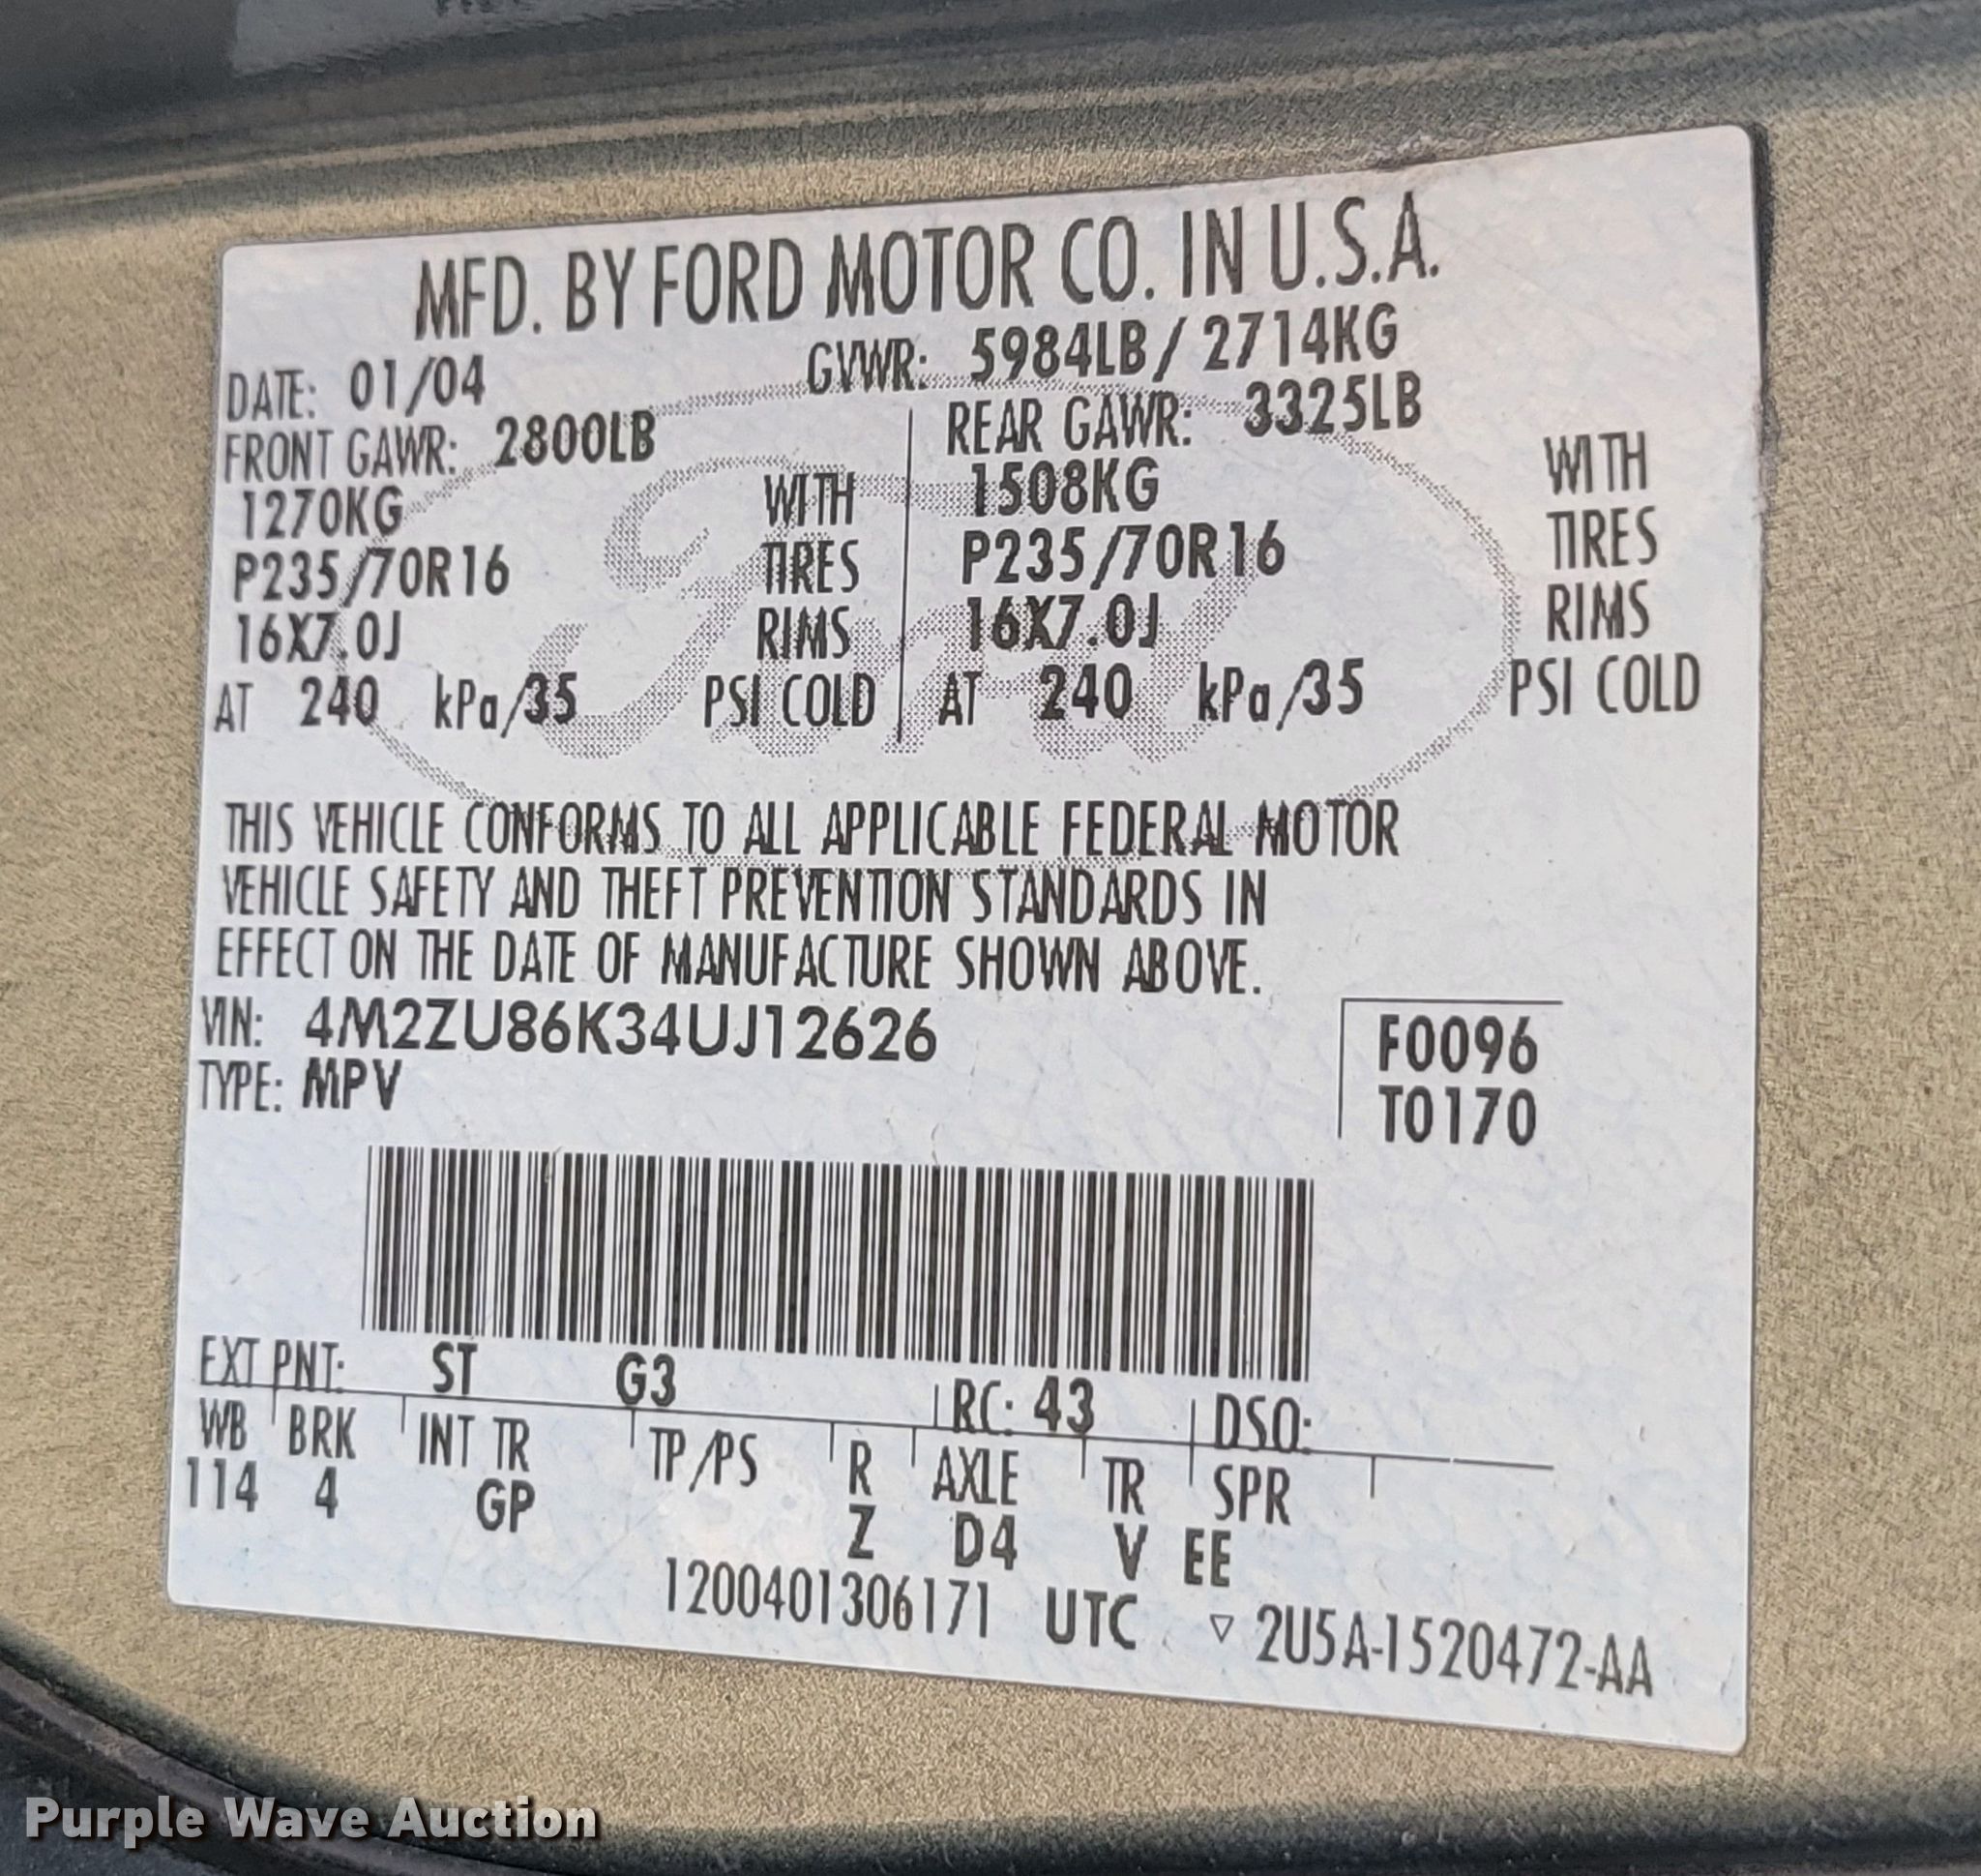 MFD. BY FORD MOTOR CO. IN U.S.A.
DATE: 01/04 GVWR: 5984LB/ 2714KG
FRONT GAWR: 2800LB REAR GAWR: 3325LB
1270KG WITH 1508KG WITH
P235/70R16 TIRES P235/70R16 TIRES
16X7.0J RIMS 16X7.0J RIMS
AT 240 kPa/35 PSI COLD AT 240 kPa/35 PSI COLD
Ford
THIS VEHICLE CONFORMS TO ALL APPLICABLE FEDERAL MOTOR
VEHICLE SAFETY AND THEFT PREVENTION STANDARDS IN
EFFECT ON THE DATE OF MANUFACTURE SHOWN ABOVE.
VIN: 4M2ZU86K34UJ12626 F0096
TYPE: MPV T0170
EXT PNT: ST G3 RC: 43 DSO:
WB BRK INT TR TP/PS R AXLE TR SPR
114 4 GP Z D4 V EE
1200401306171 UTC ▽ 2U5A-1520472-AA
Purple Wave Auction